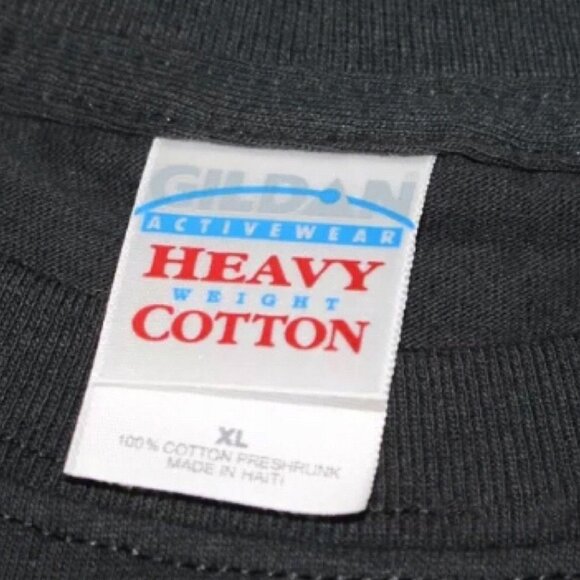 GILDAN
ACTIVEWEAR
HEAVY
WEIGHT
COTTON
XL
100% COTTON PRESHRUNK
MADE IN HAITI